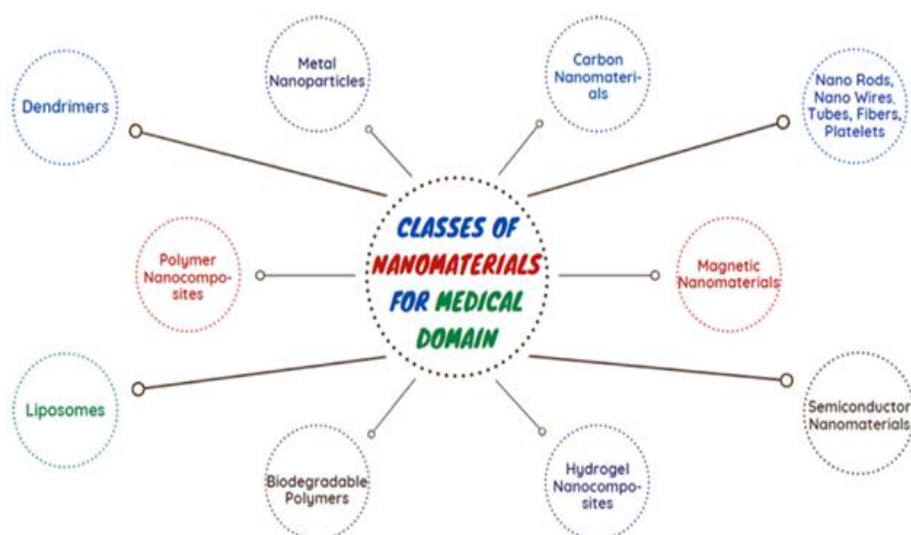 Metal
Nanoparticles
Carbon
Nanomateri-
als
Dendrimers
Nano Rods,
Nano Wires,
Tubes, Fibers,
Platelets
CLASSES OF
NANOMATERIALS
FOR MEDICAL
DOMAIN
Polymer
Nanocompo-
sites
Magnetic
Nanomaterials
Liposomes
Semiconductor
Nanomaterials
Biodegradable
Polymers
Hydrogel
Nanocompo-
sites